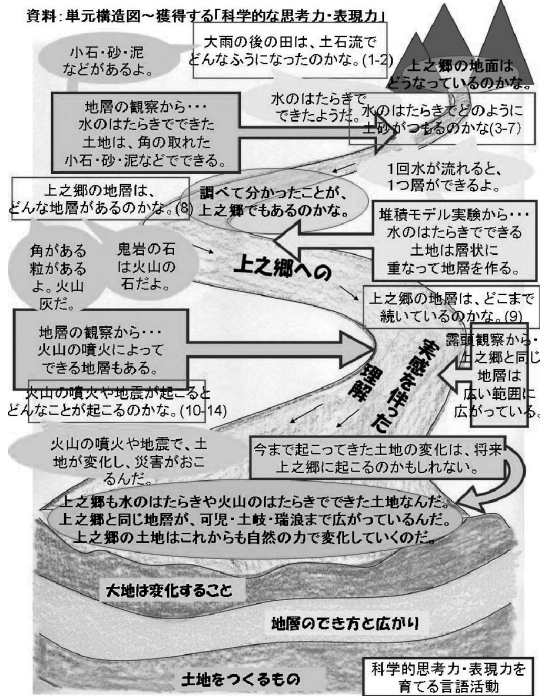 資料：単元構造図～獲得する「科学的な思考力・表現力」
小石・砂・泥
などがあるよ。
大雨の後の田は、土石流で
どんなふうになったのかな。(1-2)
上之郷の地面は
どうなっているのかな。
地層の観察から・・・
水のはたらきでできた
土地は、角の取れた
小石・砂・泥などでできる。
水のはたらきで
できたようだ。
水のはたらきでどのように
土砂がつもるのかな(3-7)
1回水が流れると、
1つ層ができるよ。
上之郷の地層は、
どんな地層があるのかな。(8)
調べて分かったことが、
上之郷でもあるのかな。
堆積モデル実験から・・・
水のはたらきでできる
土地は層状に
重なって地層を作る。
角がある
粒がある
よ。火山
灰だ。
鬼岩の石
は火山の
石だよ。
上之郷への
実感を伴った
理解
上之郷の地層は、どこまで
続いているのかな。(9)
地層の観察から・・・
火山の噴火によって
できる地層もある。
露頭観察から・
上之郷と同じ
地層は
広い範囲に
広がっている。
火山の噴火や地震が起こると
どんなことが起こるのかな。(10-14)
火山の噴火や地震で、土
地が変化し、災害がおこ
るんだ。
今まで起こってきた土地の変化は、将来
上之郷に起こるのかもしれない。
上之郷も水のはたらきや火山のはたらきでできた土地なんだ。
上之郷と同じ地層が、可児・土岐・瑞浪まで広がっているんだ。
上之郷の土地はこれからも自然の力で変化していくのだ。
大地は変化すること
地層のでき方と広がり
土地をつくるもの
科学的思考力・表現力を
育てる言語活動